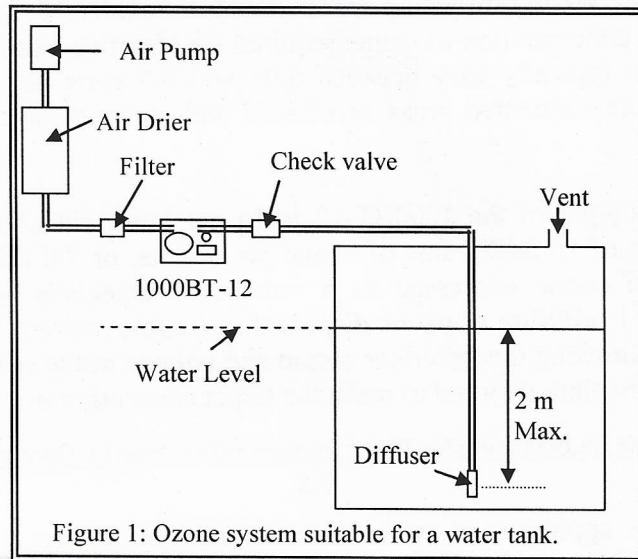 Air Pump
Air Drier
Filter
Check valve
Vent
1000BT-12
Water Level
2 m
Max.
Diffuser
Figure 1: Ozone system suitable for a water tank.